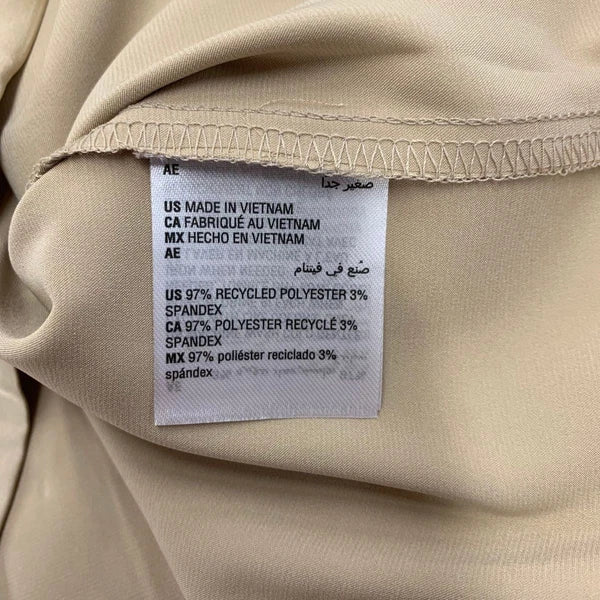 AE
صغير جدا
US MADE IN VIETNAM
CA FABRIQUÉ AU VIETNAM
MX HECHO EN VIETNAM
AE
صُنع في فيتنام
US 97% RECYCLED POLYESTER 3%
SPANDEX
CA 97% POLYESTER RECYCLÉ 3%
SPANDEX
MX 97% poliéster reciclado 3%
spándex